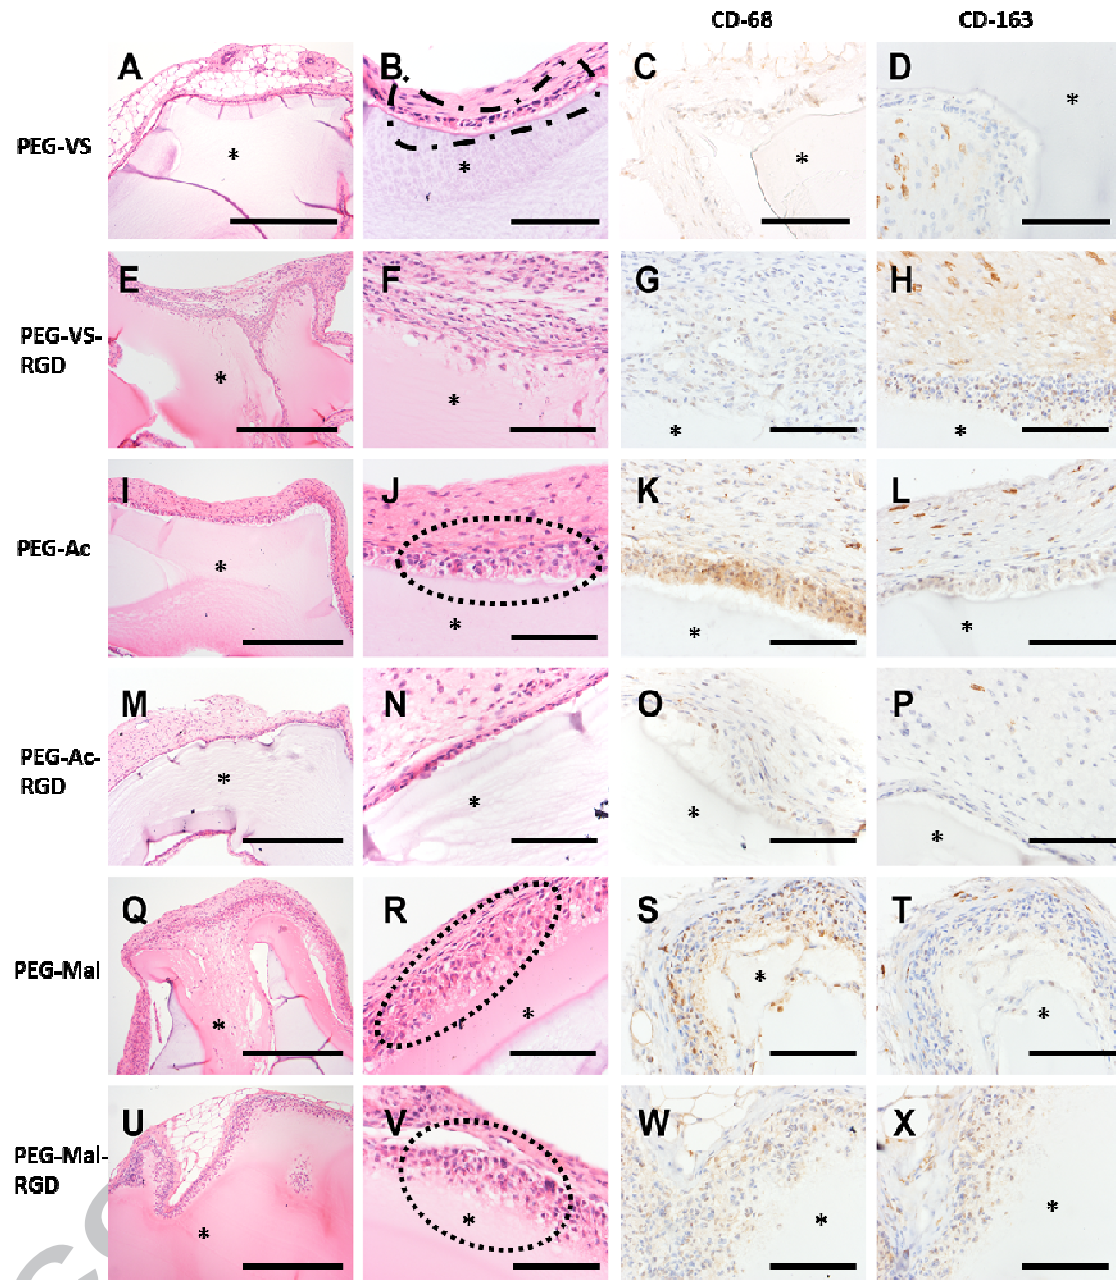 CD-68 CD-163
PEG-VS A * B * C * D *
PEG-VS-
RGD E * F * G * H *
PEG-Ac I * J * K * L *
PEG-Ac-
RGD M * N * O * P *
PEG-Mal Q * R * S * T *
PEG-Mal-
RGD U * V * W * X *